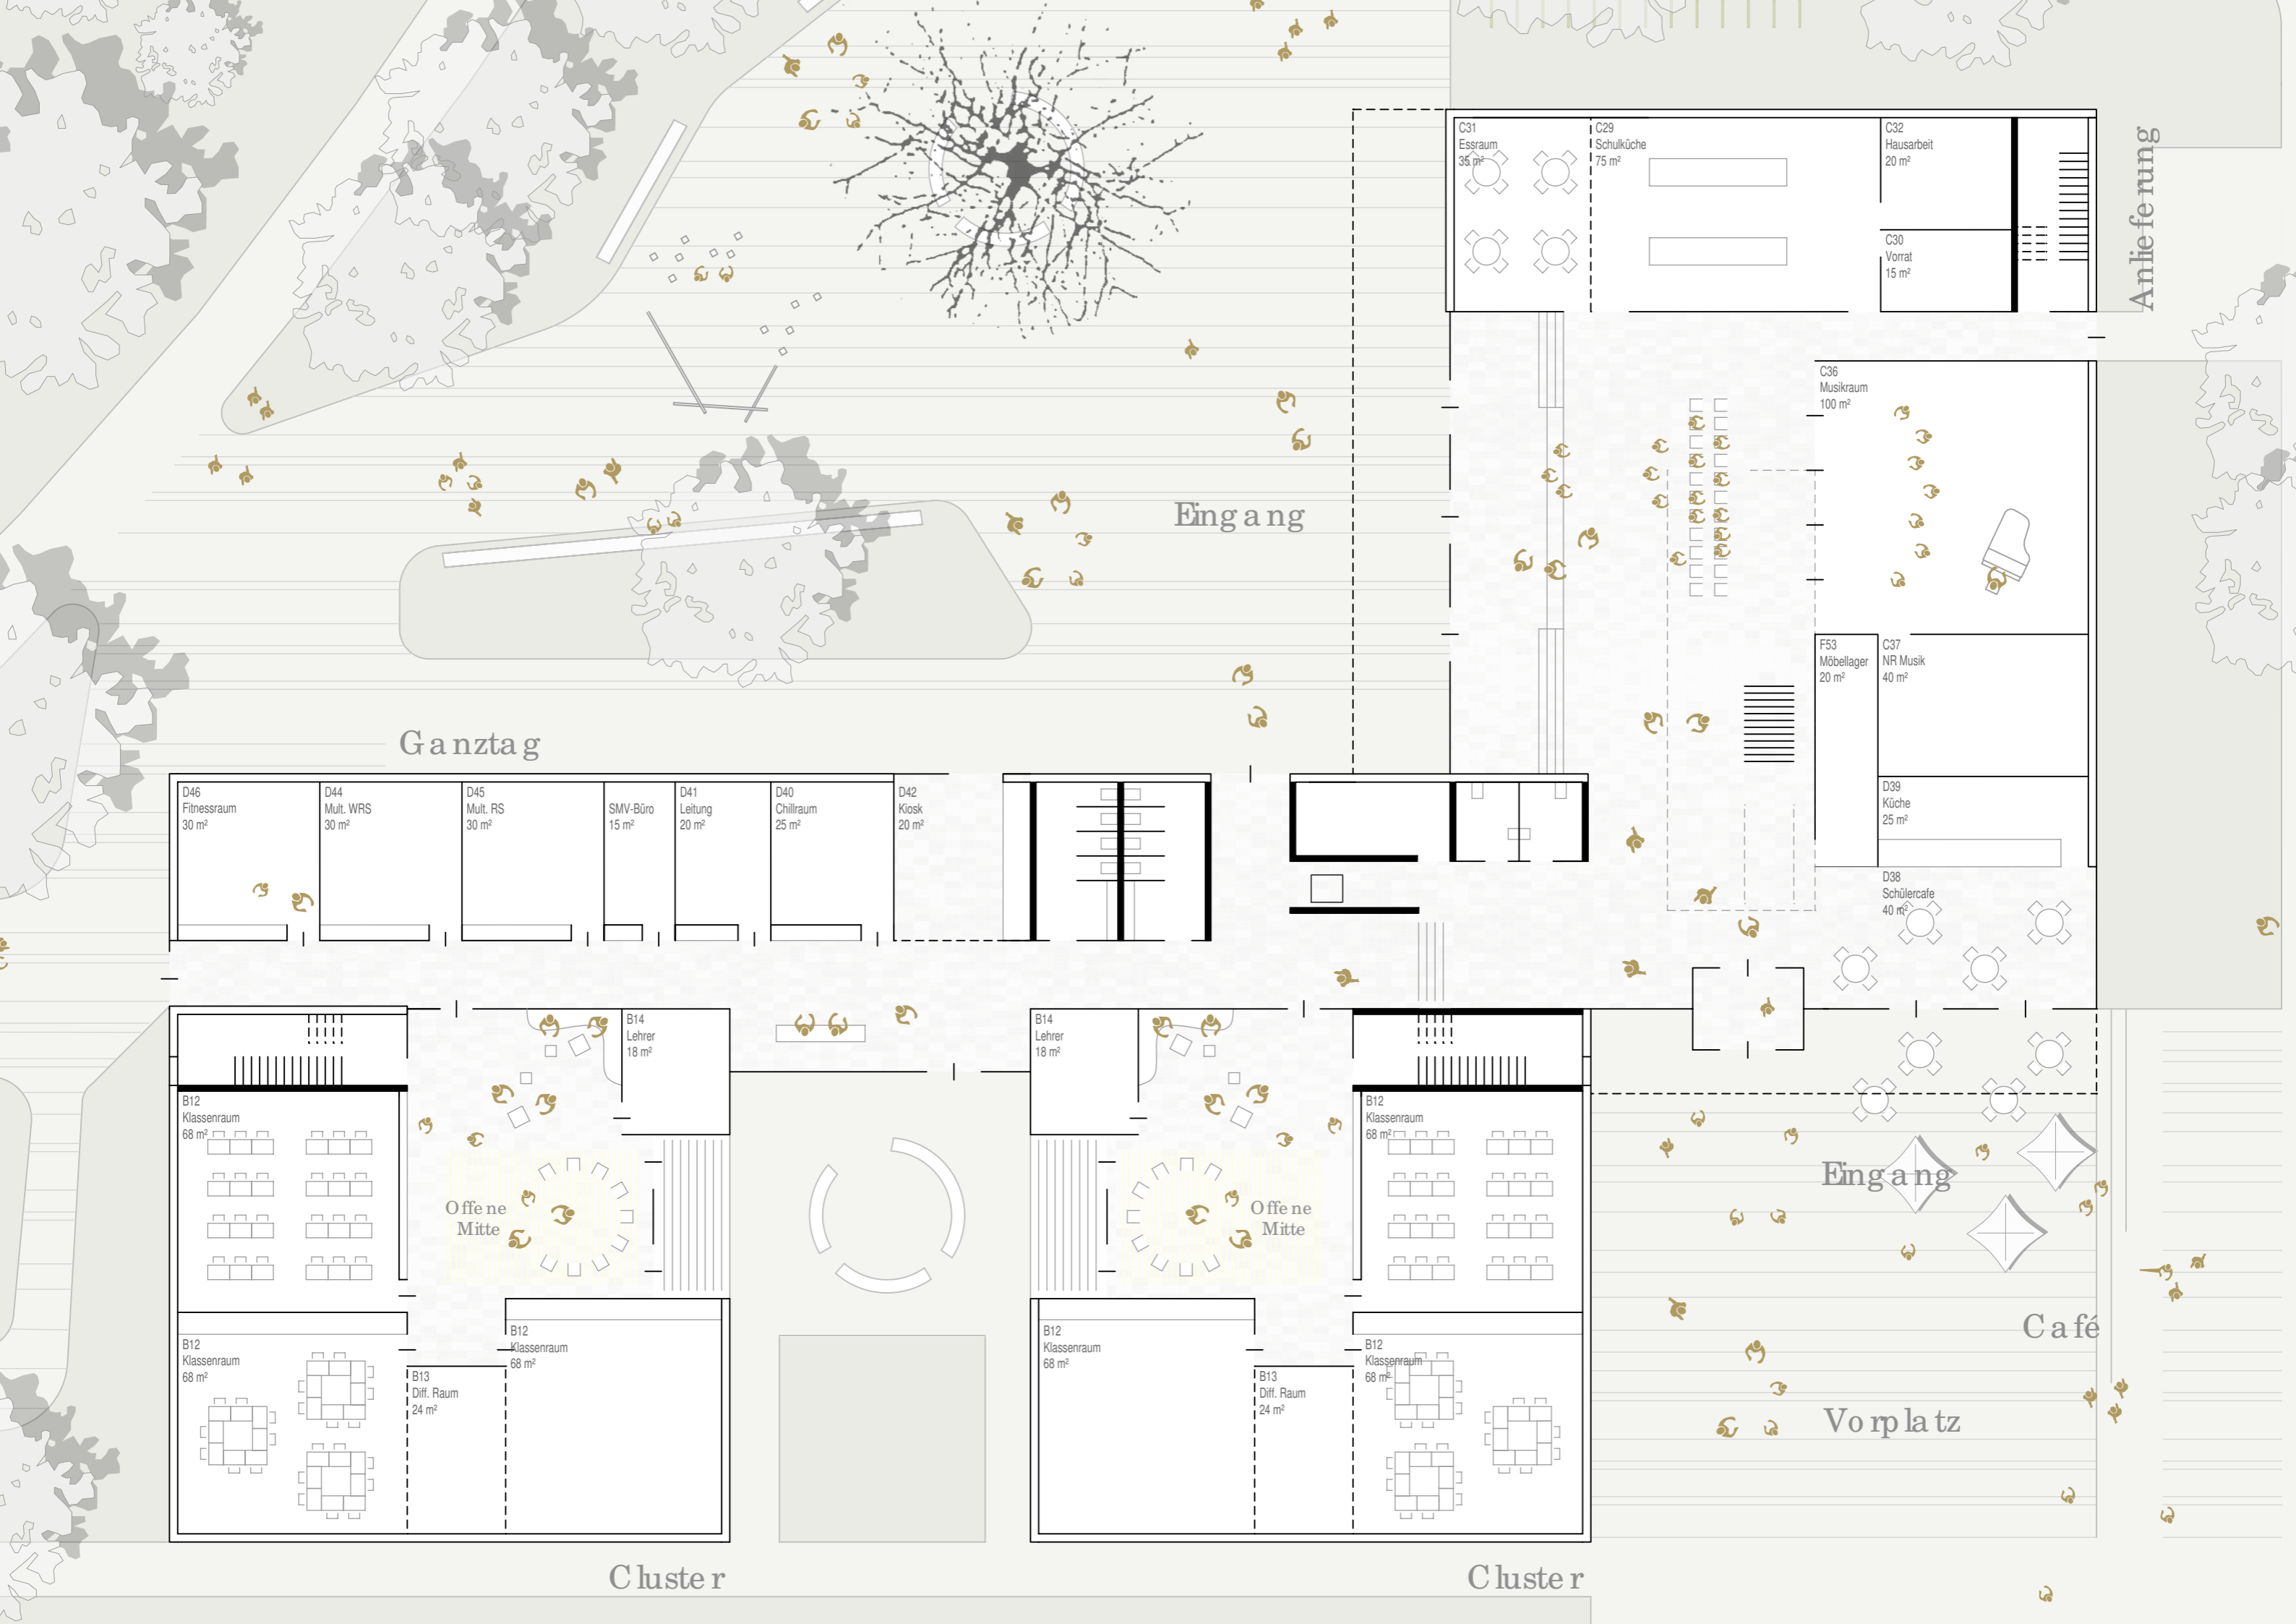 C31
Essraum
35 m²
C29
Schulküche
75 m²
C32
Hausarbeit
20 m²
C30
Vorrat
15 m²
Anlieferung
C36
Musikraum
100 m²
Eingang
F53
Möbellager
20 m²
C37
NR Musik
40 m²
Ganztag
D46
Fitnessraum
30 m²
D44
Mult. WRS
30 m²
D45
Mult. RS
30 m²
SMV-Büro
15 m²
D41
Leitung
20 m²
D40
Chillraum
25 m²
D42
Kiosk
20 m²
D39
Küche
25 m²
D38
Schülercafe
40 m²
B14
Lehrer
18 m²
B14
Lehrer
18 m²
B12
Klassenraum
68 m²
B12
Klassenraum
68 m²
Offene
Mitte
Offene
Mitte
Eingang
B12
Klassenraum
68 m²
B12
Klassenraum
68 m²
B13
Diff. Raum
24 m²
B12
Klassenraum
68 m²
B13
Diff. Raum
24 m²
B12
Klassenraum
68 m²
Café
Vorplatz
Cluster
Cluster